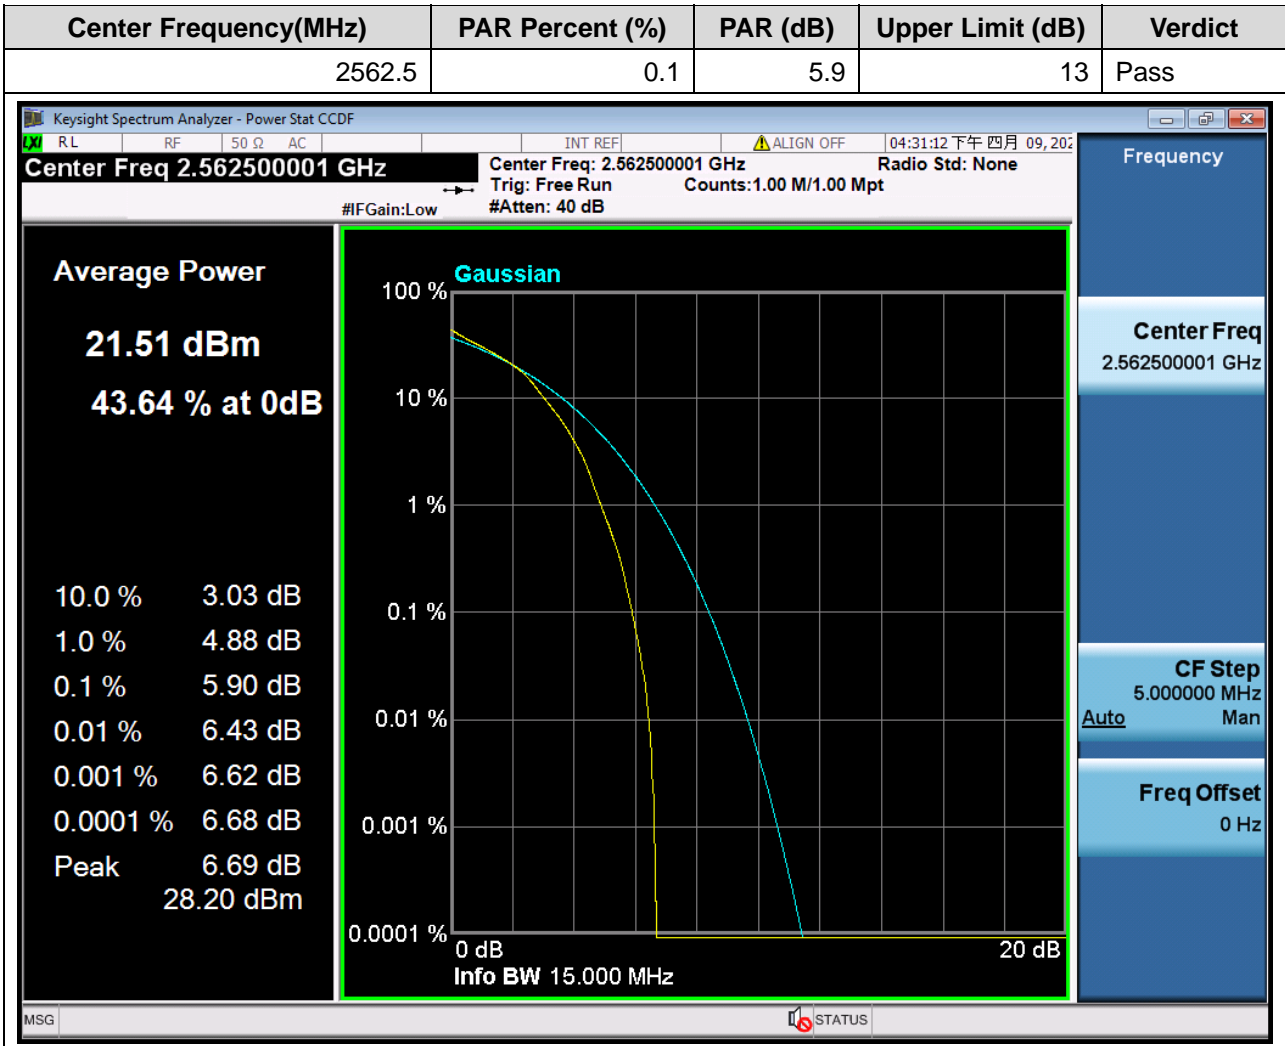 Center Frequency(MHz) PAR Percent (%) PAR (dB) Upper Limit (dB) Verdict
2562.5 0.1 5.9 13 Pass
Keysight Spectrum Analyzer - Power Stat CCDF
LXI RL RF 50 Ω AC INT REF ALIGN OFF 04:31:12 下午 四月 09, 202
Center Freq 2.562500001 GHz
Center Freq: 2.562500001 GHz Radio Std: None
Trig: Free Run Counts:1.00 M/1.00 Mpt
#IFGain:Low #Atten: 40 dB
Average Power
21.51 dBm
43.64 % at 0dB
10.0 % 3.03 dB
1.0 % 4.88 dB
0.1 % 5.90 dB
0.01 % 6.43 dB
0.001 % 6.62 dB
0.0001 % 6.68 dB
Peak 6.69 dB
28.20 dBm
Gaussian
100 %
10 %
1 %
0.1 %
0.01 %
0.001 %
0.0001 %
0 dB 20 dB
Info BW 15.000 MHz
Frequency
Center Freq
2.562500001 GHz
CF Step
5.000000 MHz
Auto Man
Freq Offset
0 Hz
MSG STATUS